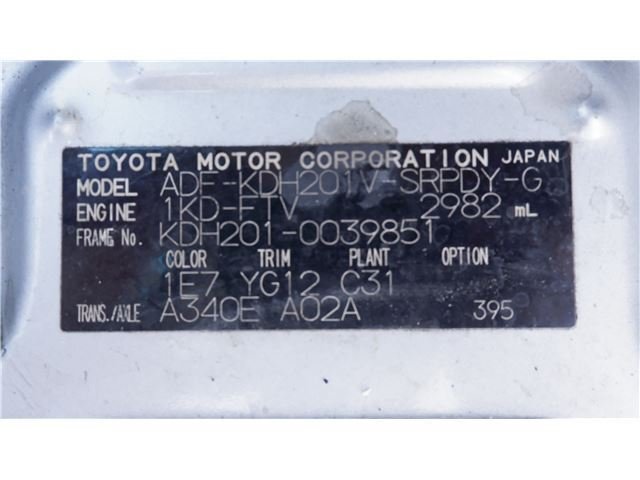 TOYOTA MOTOR CORPORATION JAPAN
MODEL ADF-KDH201V-SRPDY-G
ENGINE 1KD-FTV 2982 mL
FRAME No. KDH201-0039851
COLOR TRIM PLANT OPTION
1E7 YG12 C31
TRANS./AXLE A340E A02A 395